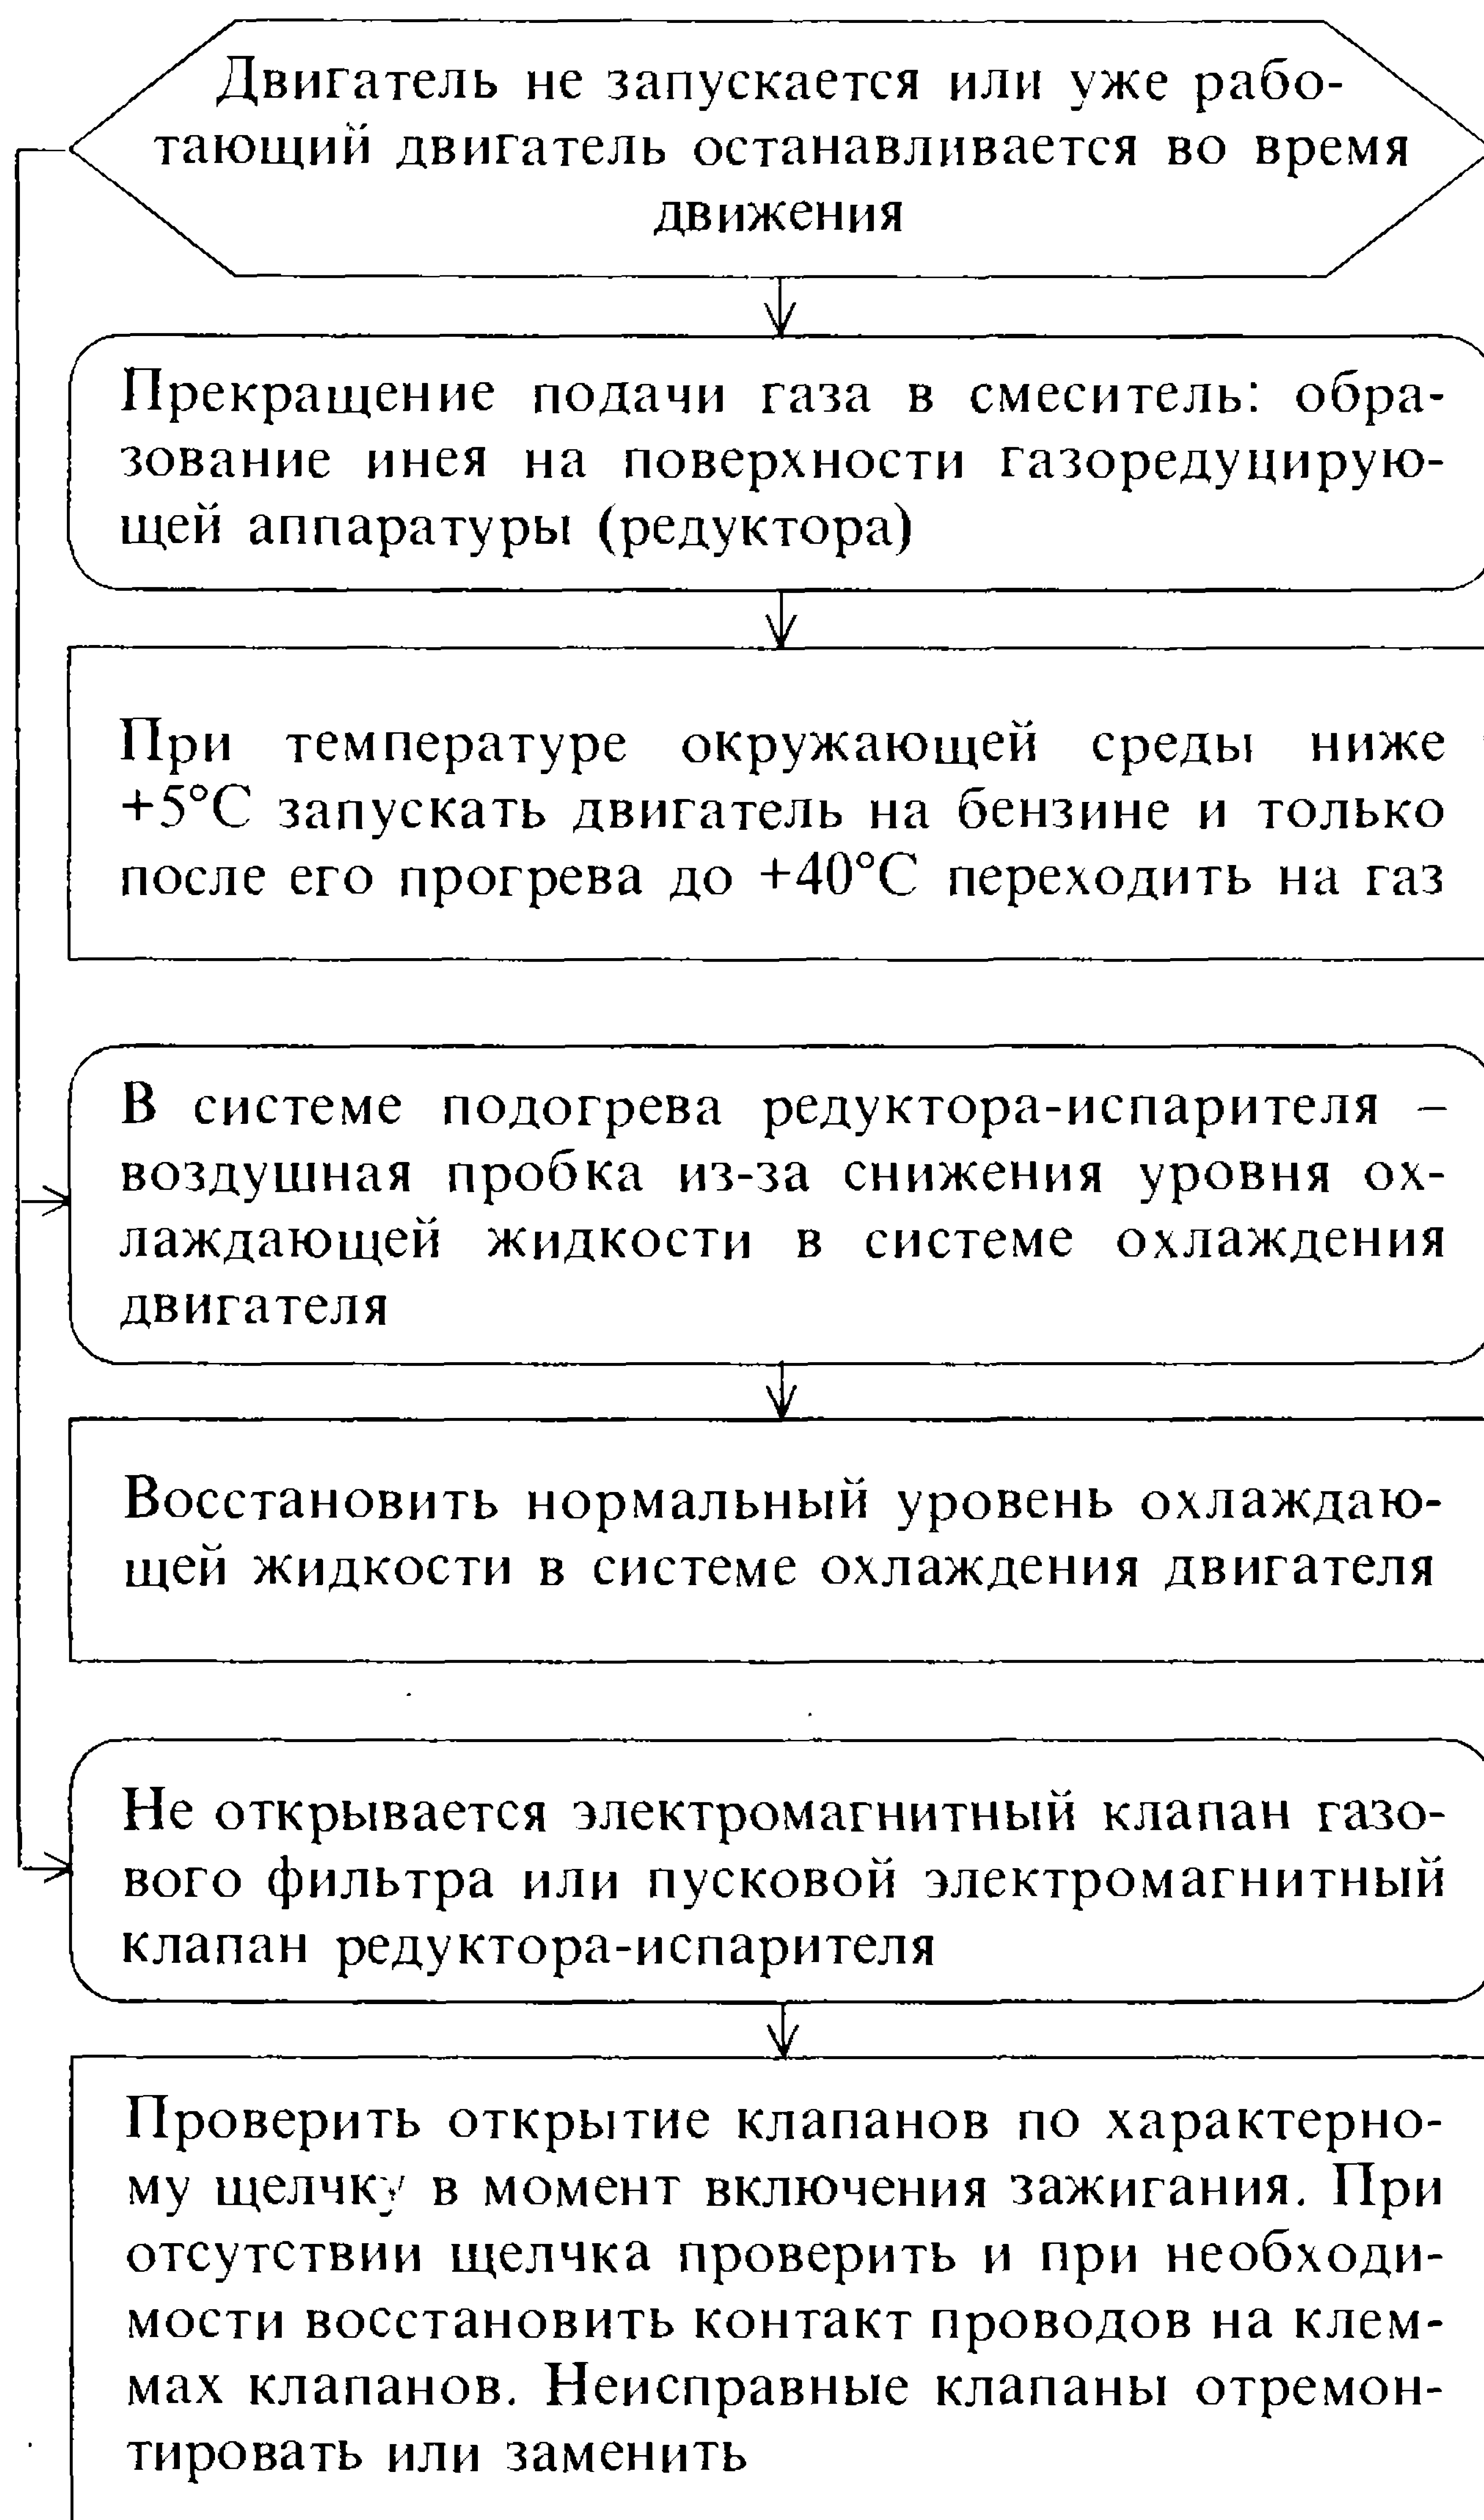 Двигатель не запускается или уже рабо-
тающий двигатель останавливается во время
движения
Прекращение подачи газа в смеситель: обра-
зование инея на поверхности газоредуцирую-
щей аппаратуры (редуктора)
При температуре окружающей среды ниже
+5°С запускать двигатель на бензине и только
после его прогрева до +40°С переходить на газ
В системе подогрева редуктора-испарителя –
воздушная пробка из-за снижения уровня ох-
лаждающей жидкости в системе охлаждения
двигателя
Восстановить нормальный уровень охлаждаю-
щей жидкости в системе охлаждения двигателя
Не открывается электромагнитный клапан газо-
вого фильтра или пусковой электромагнитный
клапан редуктора-испарителя
Проверить открытие клапанов по характерно-
му щелчку в момент включения зажигания. При
отсутствии щелчка проверить и при необходи-
мости восстановить контакт проводов на клем-
мах клапанов. Неисправные клапаны отремон-
тировать или заменить